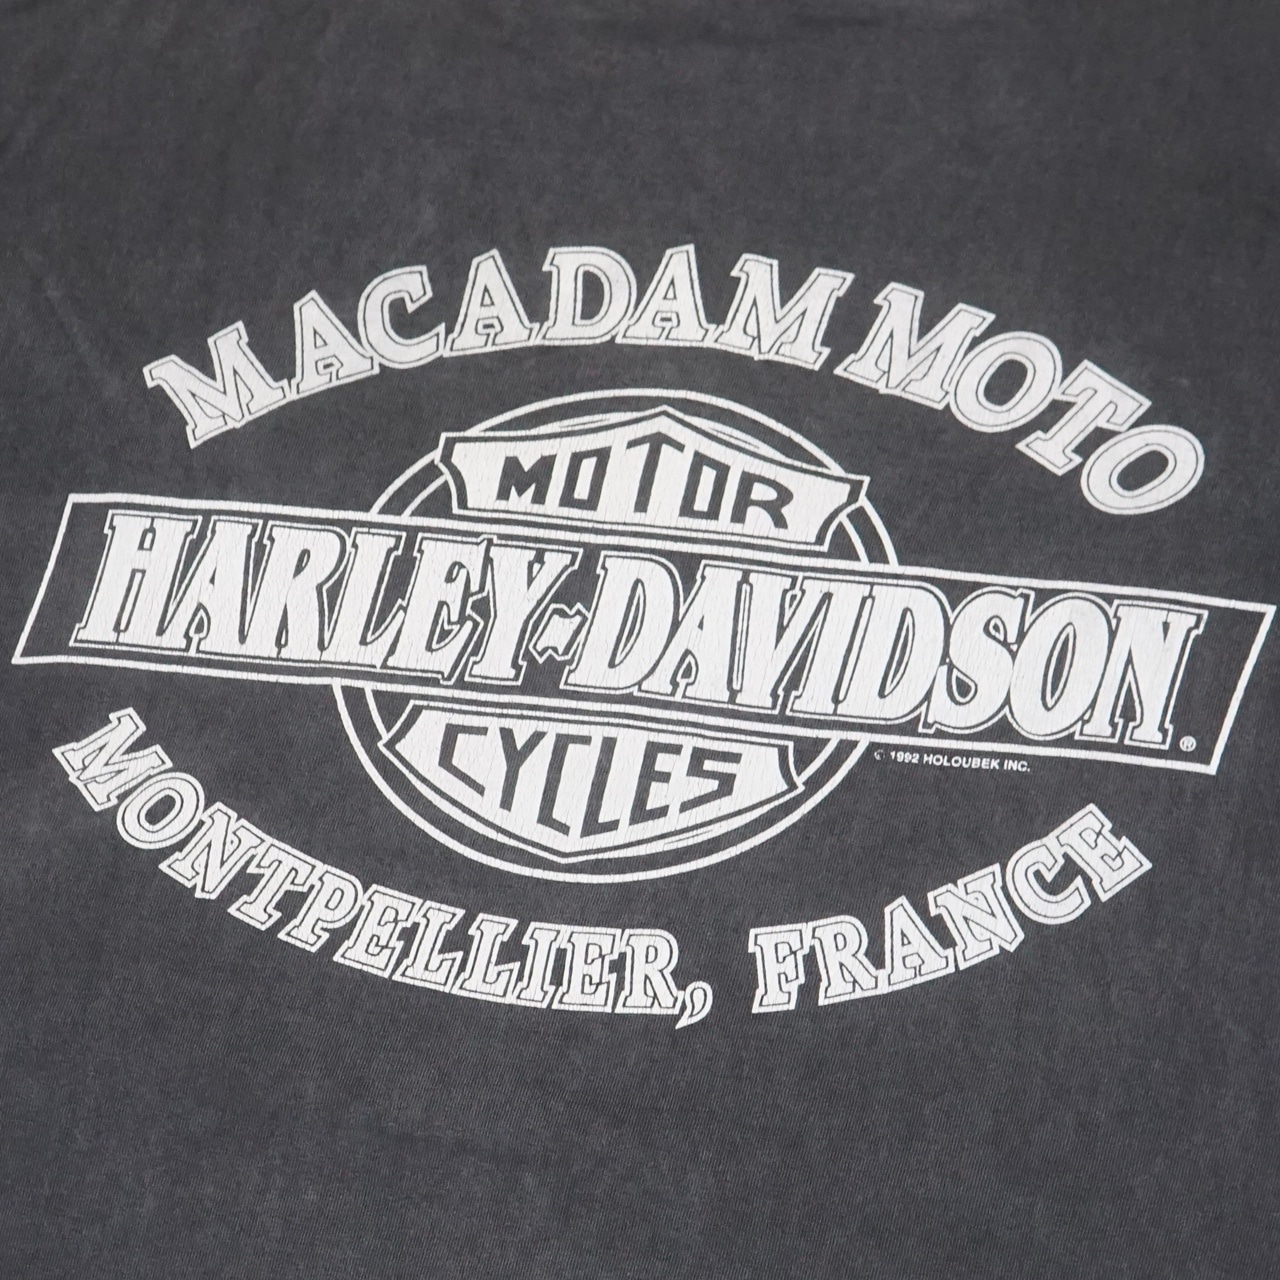 MACADAM MOTO
MOTOR
HARLEY-DAVIDSON®
CYCLES
© 1992 HOLOUBEK INC.
MONTPELLIER, FRANCE